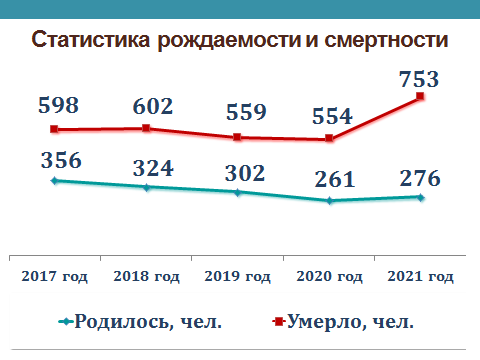 Статистика рождаемости и смертности
753
598 602 559 554
356 324 302 261 276
2017 год 2018 год 2019 год 2020 год 2021 год
Родилось, чел. Умерло, чел.